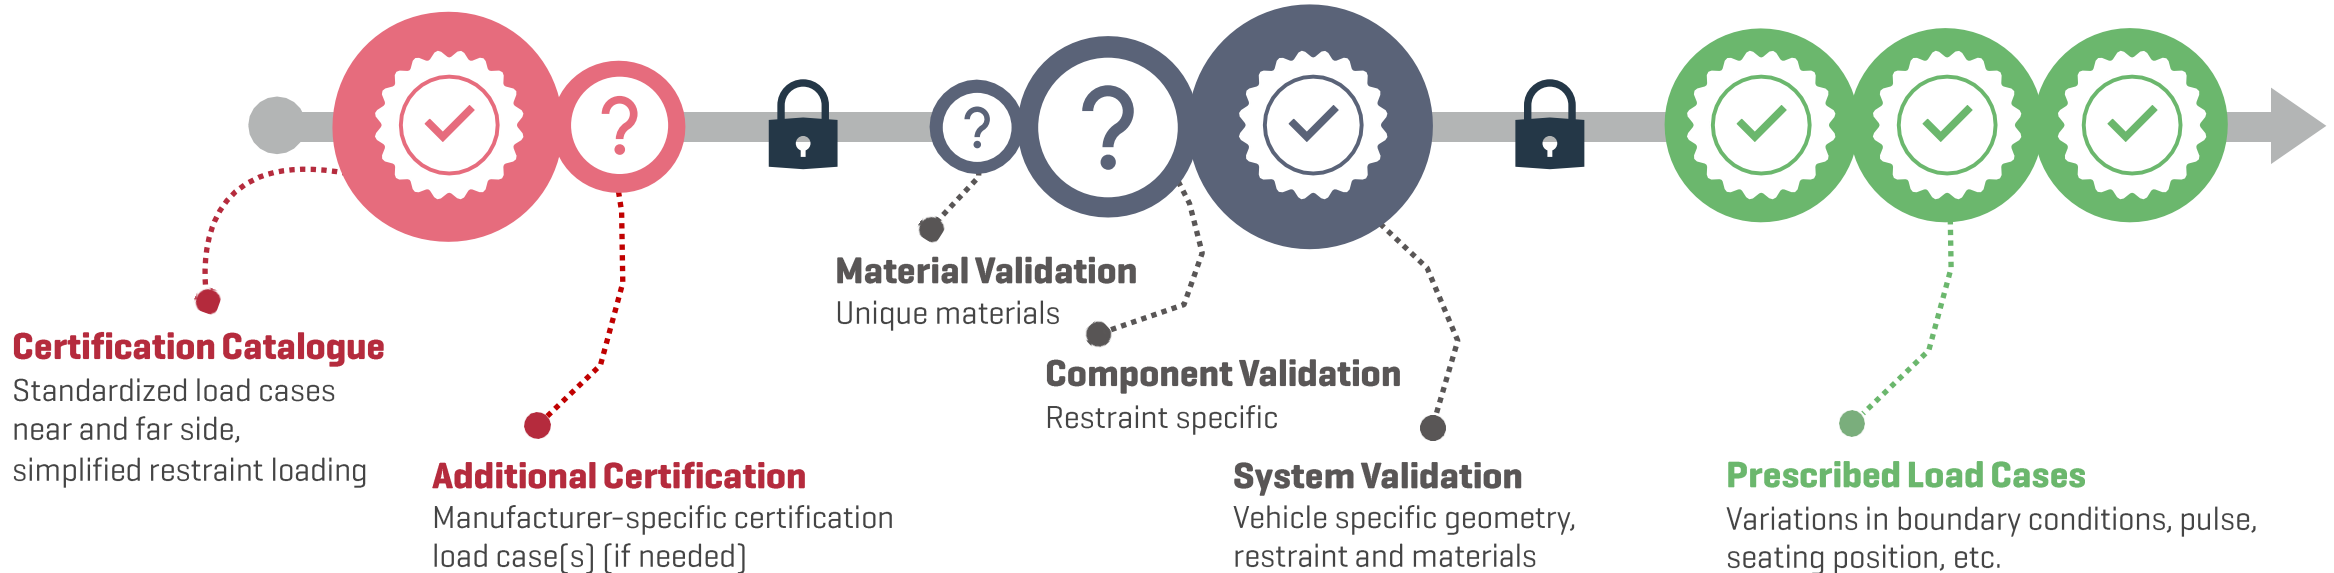 Certification Catalogue
Standardized load cases
near and far side,
simplified restraint loading
Additional Certification
Manufacturer-specific certification
load case(s) (if needed)
Material Validation
Unique materials
Component Validation
Restraint specific
System Validation
Vehicle specific geometry,
restraint and materials
Prescribed Load Cases
Variations in boundary conditions, pulse,
seating position, etc.